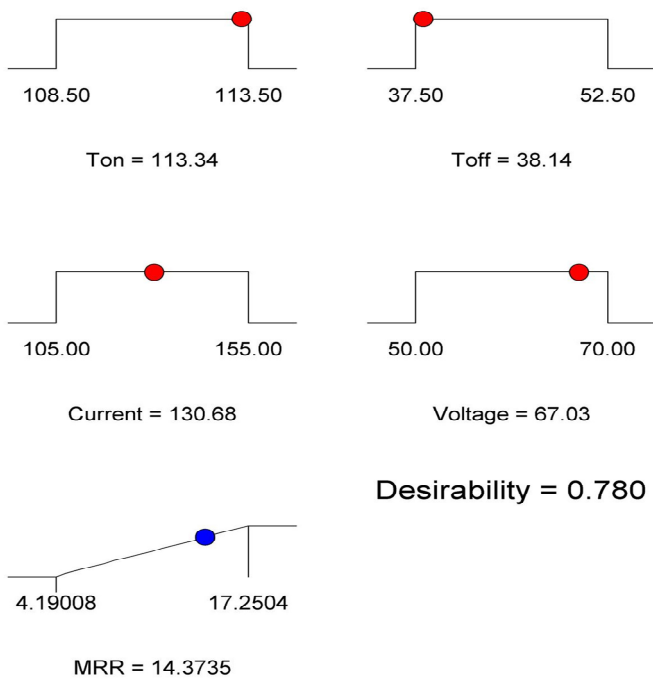 108.50 113.50
Ton = 113.34
37.50 52.50
Toff = 38.14
105.00 155.00
Current = 130.68
50.00 70.00
Voltage = 67.03
4.19008 17.2504
MRR = 14.3735
Desirability = 0.780